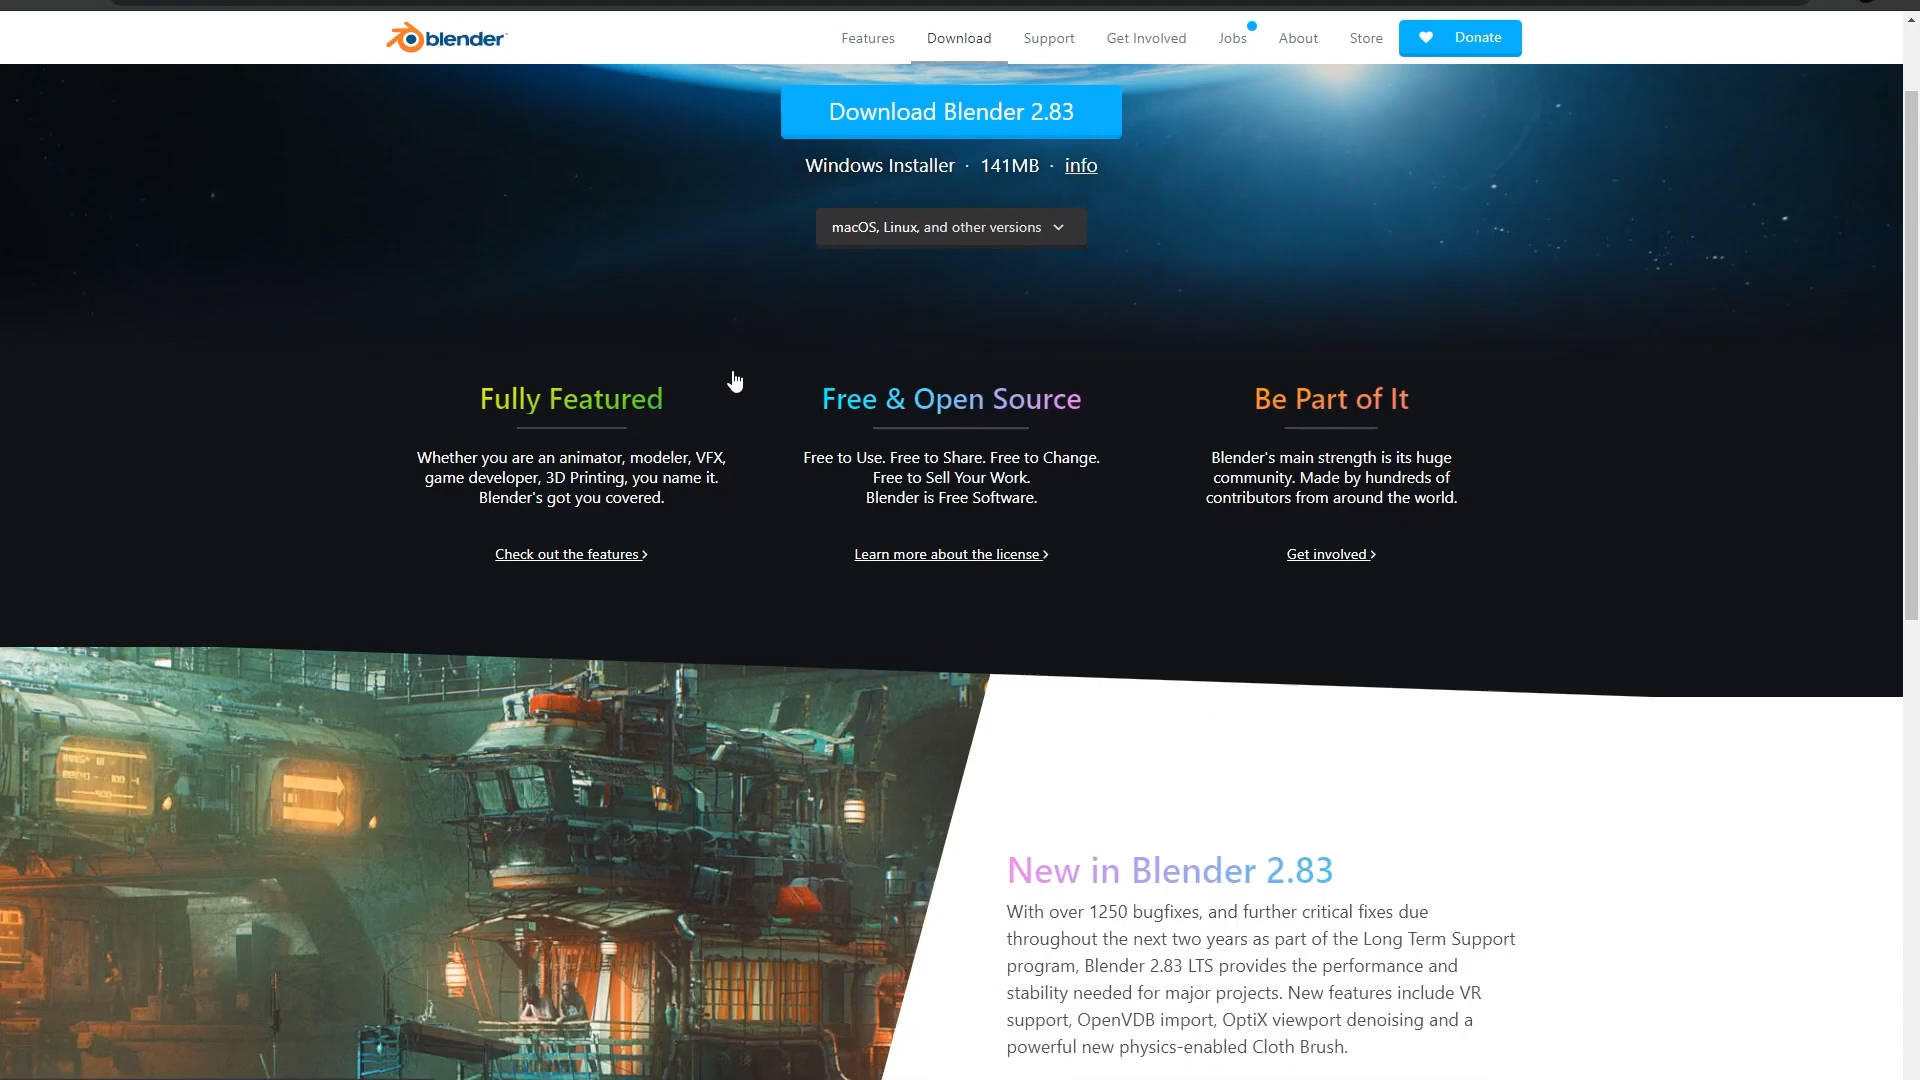 blender
Features
Download
Support
Get Involved
Jobs
About
Store
Donate
Download Blender 2.83
Windows Installer · 141MB · info
macOS, Linux, and other versions
Fully Featured
Whether you are an animator, modeler, VFX,
game developer, 3D Printing, you name it.
Blender's got you covered.
Check out the features
Free & Open Source
Free to Use. Free to Share. Free to Change.
Free to Sell Your Work.
Blender is Free Software.
Learn more about the license
Be Part of It
Blender's main strength is its huge
community. Made by hundreds of
contributors from around the world.
Get involved
New in Blender 2.83
With over 1250 bugfixes, and further critical fixes due
throughout the next two years as part of the Long Term Support
program, Blender 2.83 LTS provides the performance and
stability needed for major projects. New features include VR
support, OpenVDB import, OptiX viewport denoising and a
powerful new physics-enabled Cloth Brush.